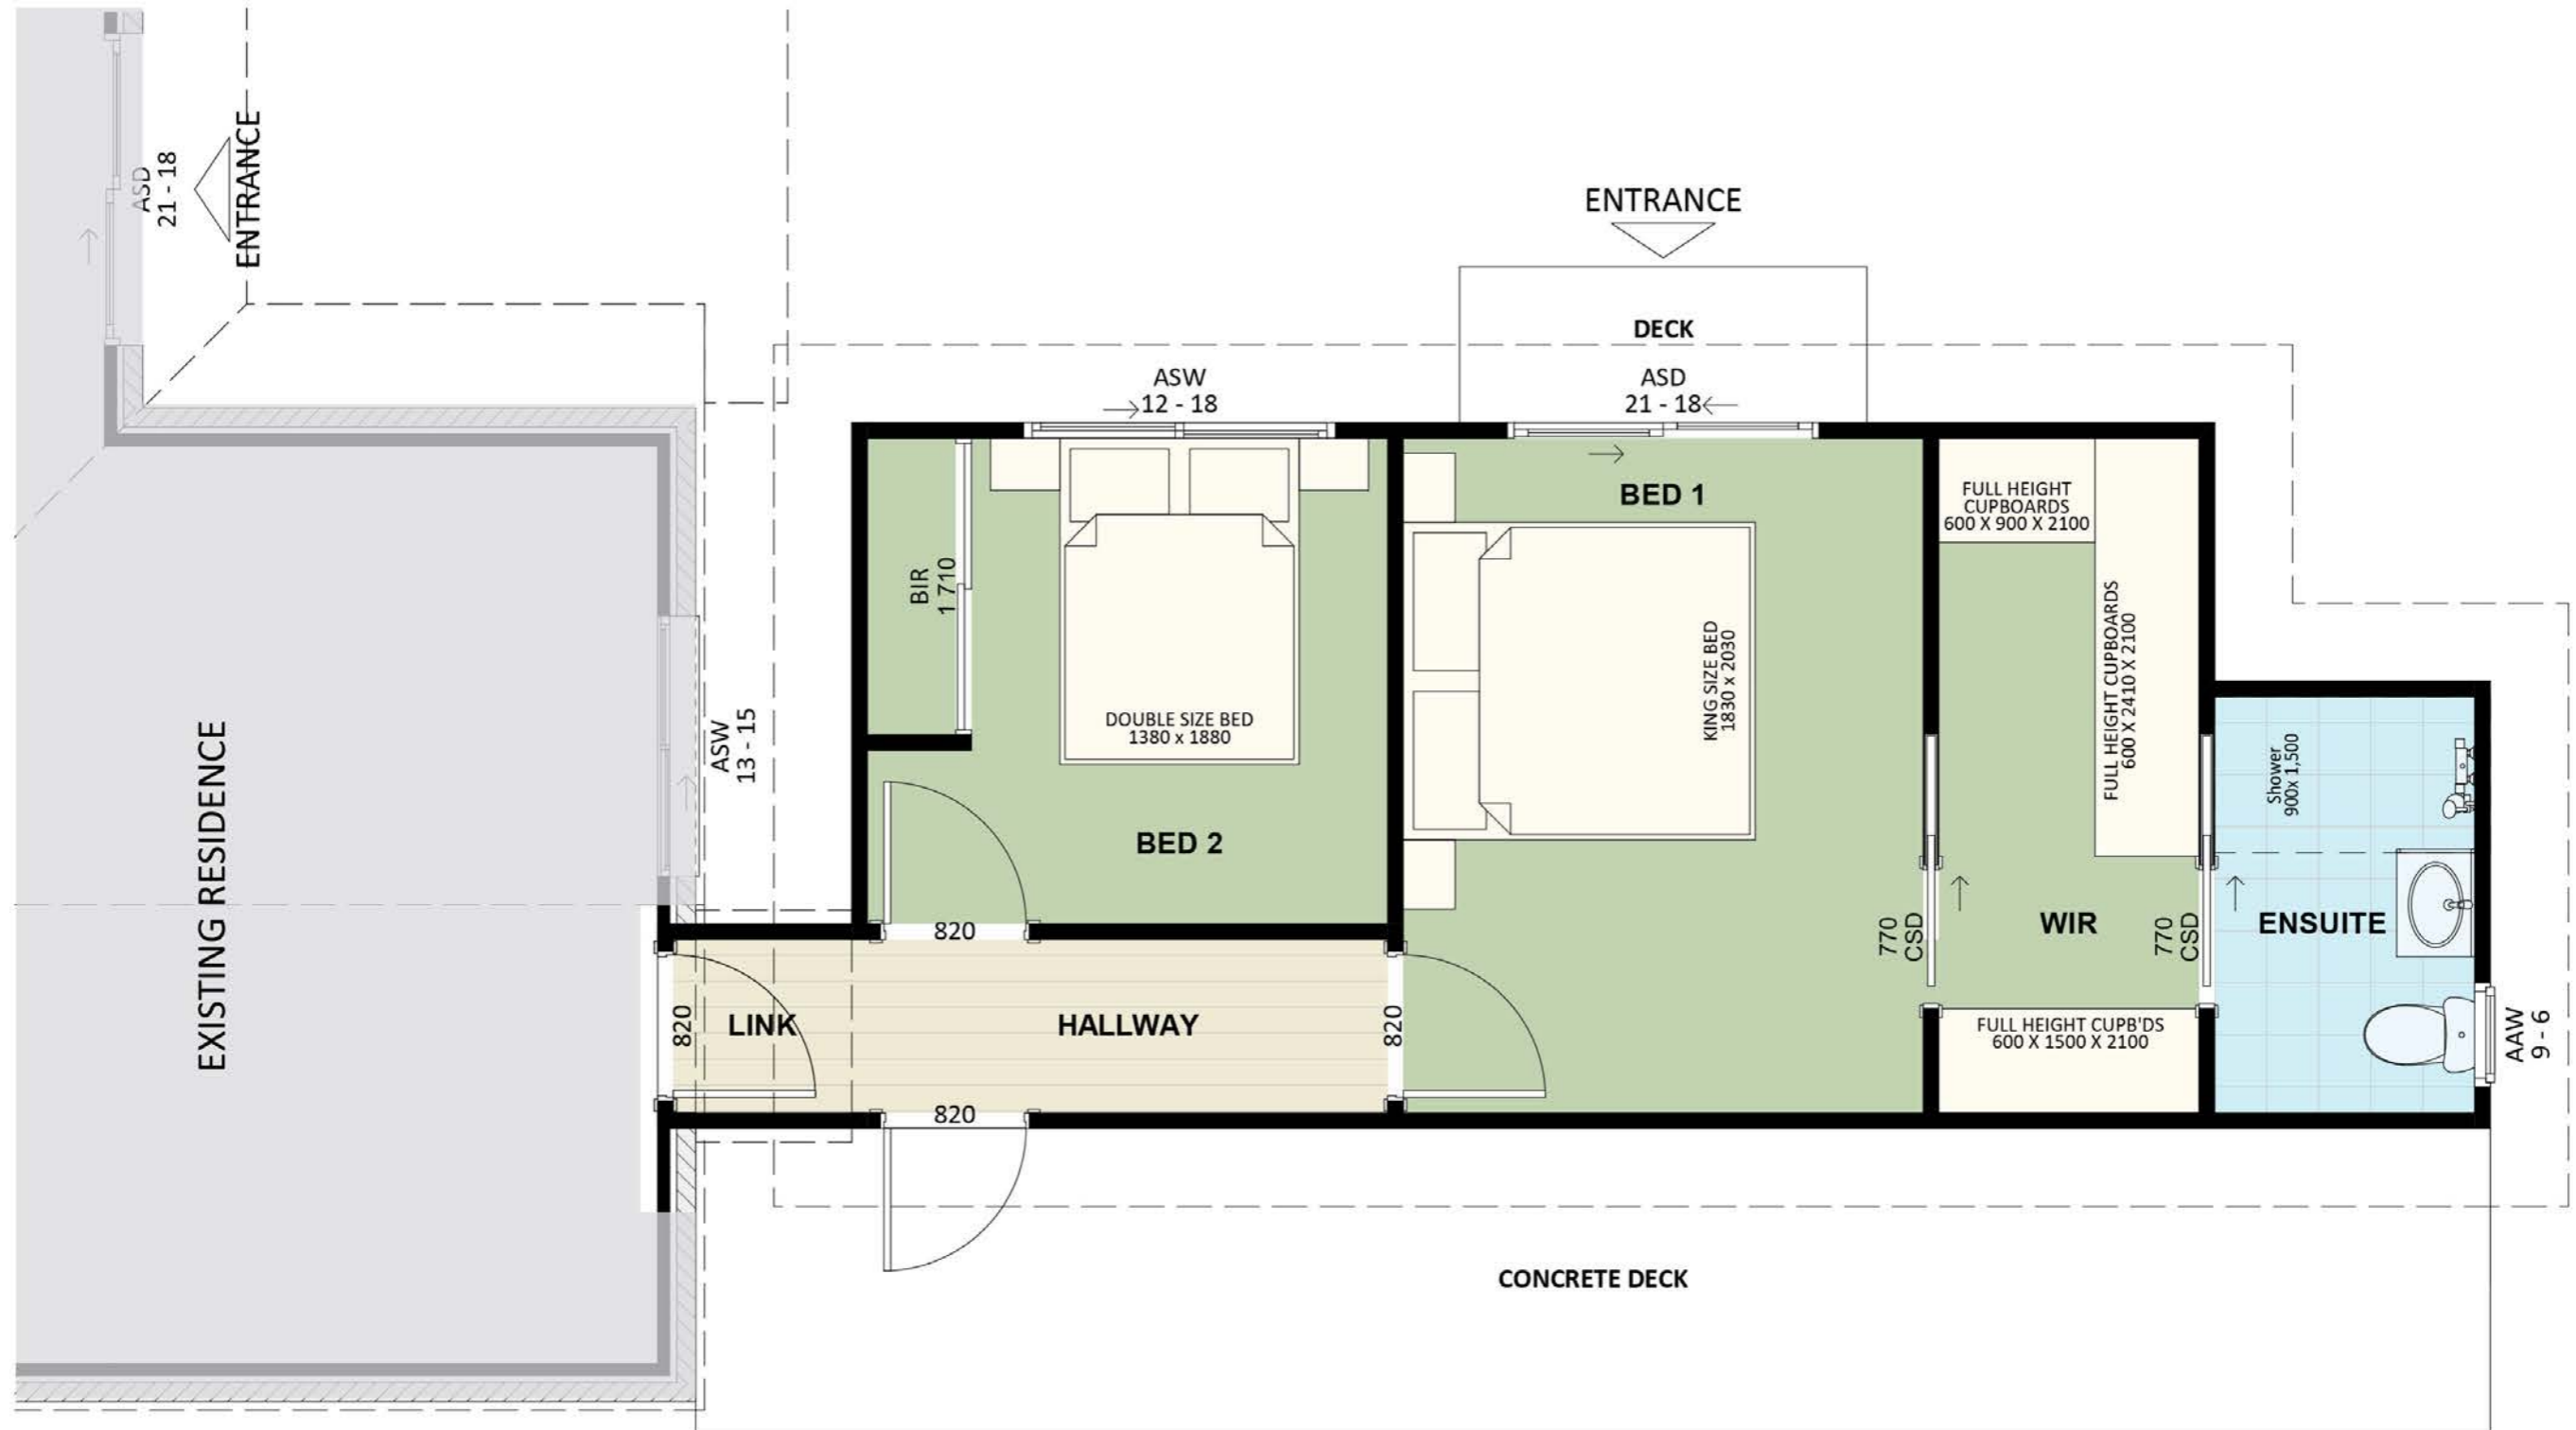 ASD
21 - 18
ENTRANCE
ENTRANCE
DECK
ASW
12 - 18
ASD
21 - 18
BED 1
FULL HEIGHT
CUPBOARDS
600 X 900 X 2100
BIR
1 710
FULL HEIGHT CUPBOARDS
600 X 2410 X 2100
KING SIZE BED
1830 x 2030
DOUBLE SIZE BED
1380 x 1880
ASW
13 - 15
Shower
900x 1,500
EXISTING RESIDENCE
BED 2
820
770
CSD
WIR
770
CSD
ENSUITE
820
LINK
HALLWAY
820
FULL HEIGHT CUPB'DS
600 X 1500 X 2100
AAW
9 - 6
820
CONCRETE DECK